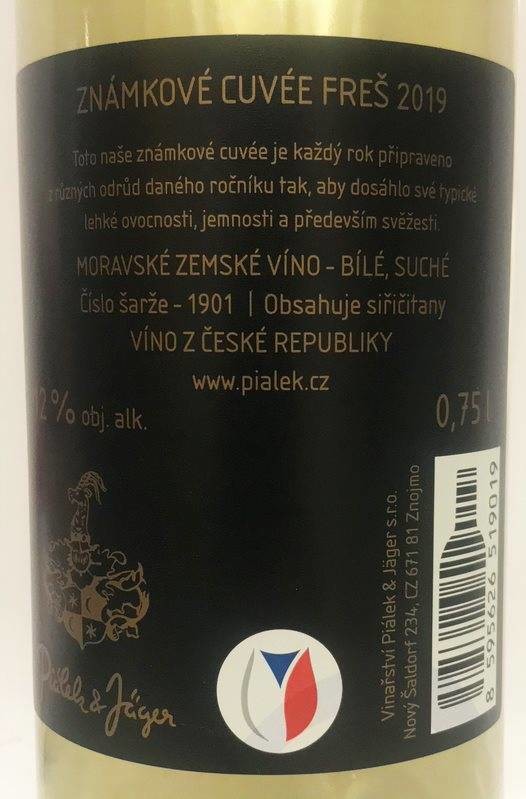 ZNÁMKOVÉ CUVÉE FREŠ 2019
Toto naše známkové cuvée je každý rok připraveno
z různých odrůd daného ročníku tak, aby dosáhlo své typické
lehké ovocnosti, jemnosti a především svěžesti.
MORAVSKÉ ZEMSKÉ VÍNO - BÍLÉ, SUCHÉ
Číslo šarže - 1901 | Obsahuje siřičitany
VÍNO Z ČESKÉ REPUBLIKY
www.pialek.cz
2% obj. alk.
0,75 l
Vinařství Piálek & Jäger s.r.o.
Nový Šaldorf 234, CZ 671 81 Znojmo
8 595626 519019
Piálek & Jäger